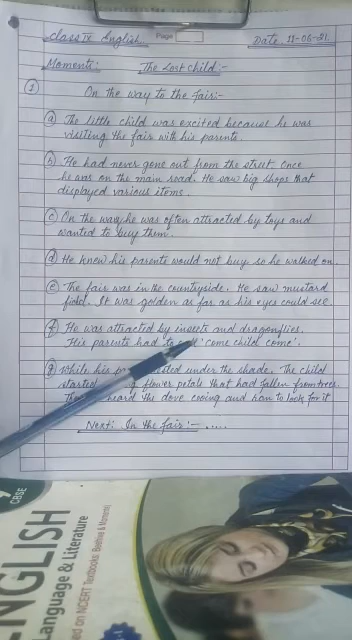 Class IX English Page Date, 11-06-21.
Moments:- The Lost Child:-
① On the way to the fair:-
ⓐ The little child was excited because he was
visiting the fair with his parents.
ⓑ He had never gone out from the street once
he was on the main road. He saw big shops that
displayed various items.
ⓒ On the way he was often attracted by toys and
wanted to buy them.
ⓓ He knew his parents would not buy so he walked on.
ⓔ The fair was in the countryside. He saw mustard
field. It was golden as far as his eyes could see.
ⓕ He was attracted by insects and dragonflies.
His parents had to 'come child come'.
ⓖ While his under the shade. The child
started flower petals that had fallen from trees.
heard the dove cooing and ran to look for it
Next: In the fair:- .....
CBSE
ENGLISH
Language & Literature
ed on NCERT Textbooks: Beehive & Moments)